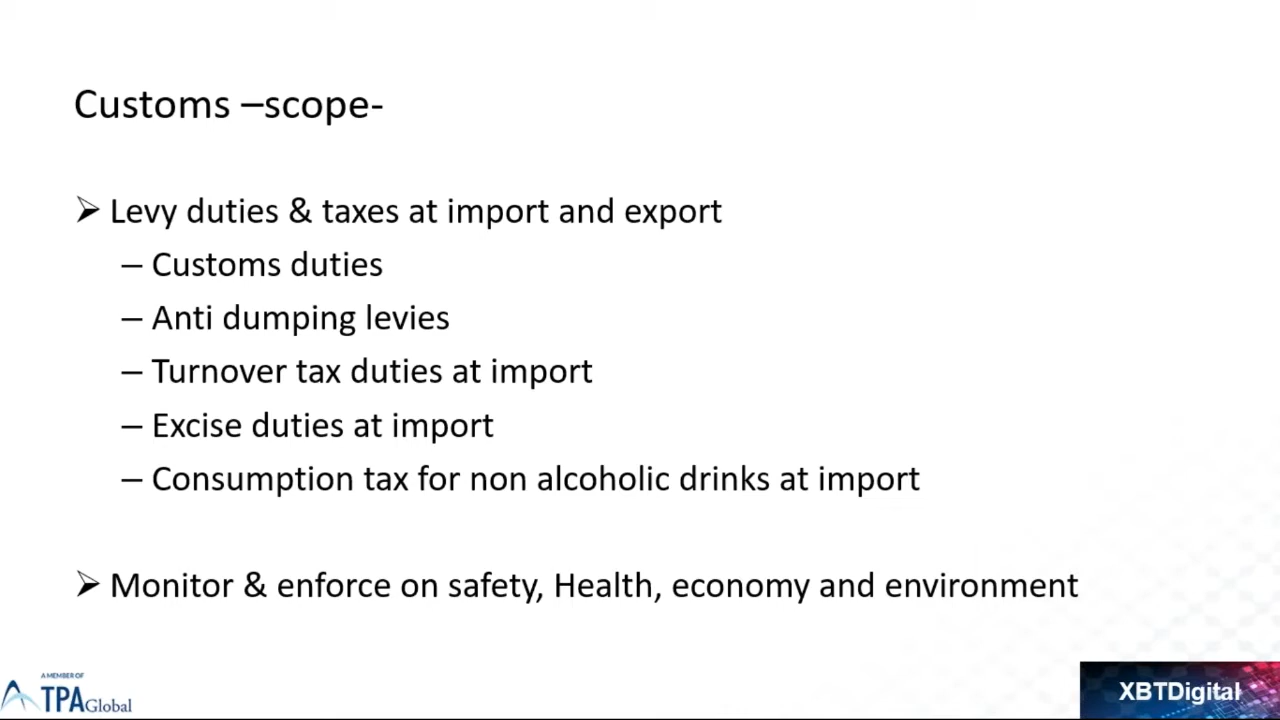 Customs –scope-
➢ Levy duties & taxes at import and export
– Customs duties
– Anti dumping levies
– Turnover tax duties at import
– Excise duties at import
– Consumption tax for non alcoholic drinks at import
➢ Monitor & enforce on safety, Health, economy and environment
A MEMBER OF
TPAGlobal
XBTDigital